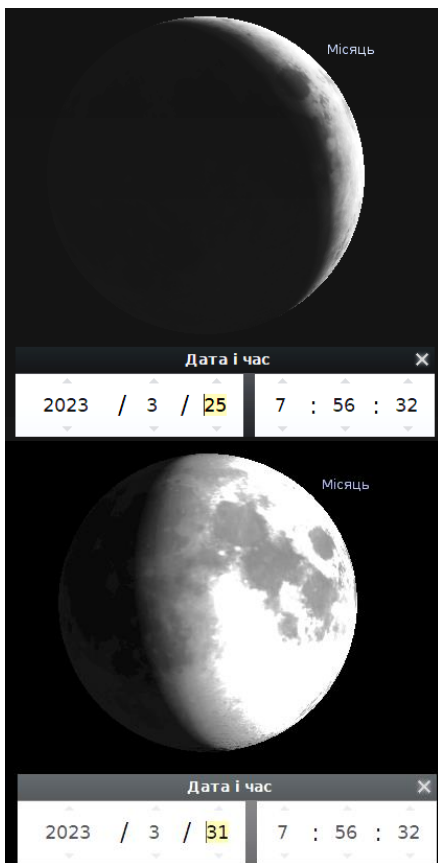 Місяць
Дата і час
2023 / 3 / 25 7 : 56 : 32
Місяць
Дата і час
2023 / 3 / 31 7 : 56 : 32